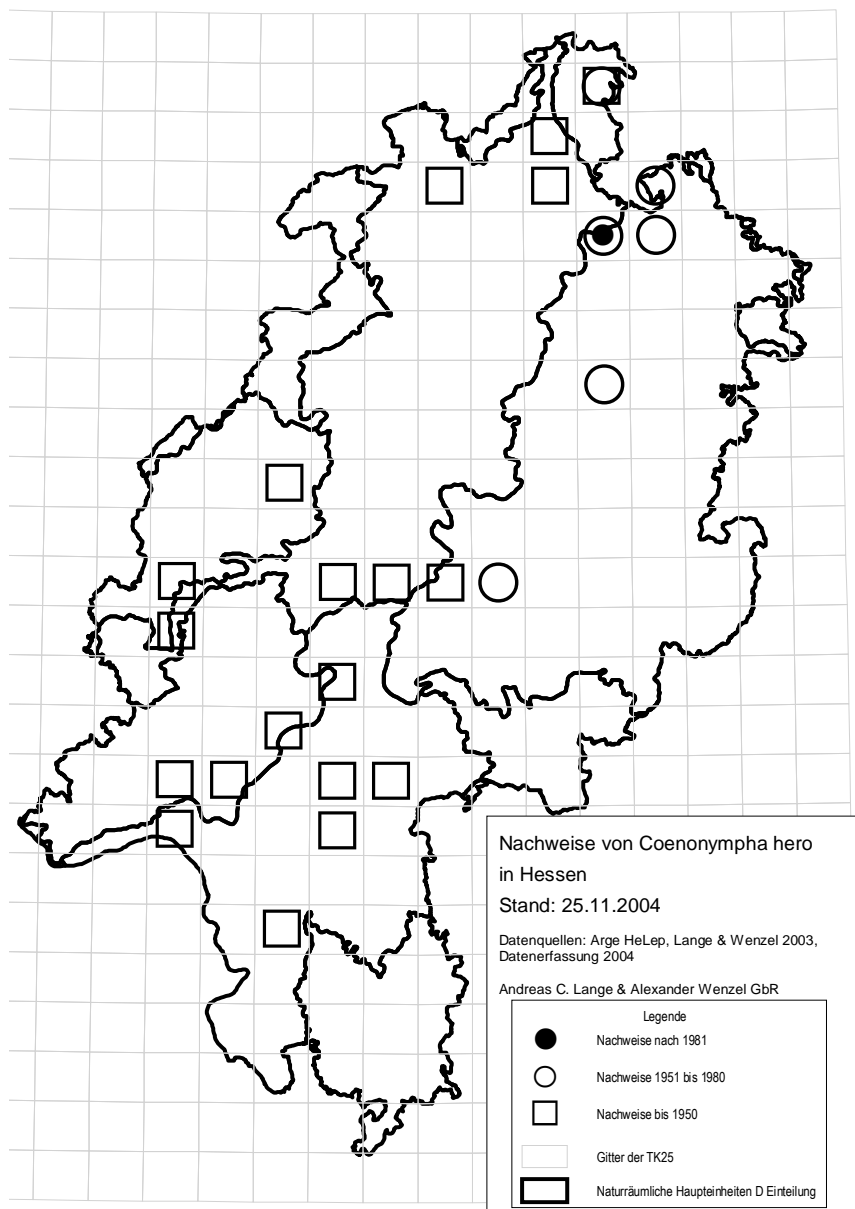 Nachweise von Coenonympha hero
in Hessen
Stand: 25.11.2004
Datenquellen: Arge HeLep, Lange & Wenzel 2003,
Datenerfassung 2004
Andreas C. Lange & Alexander Wenzel GbR
Legende
Nachweise nach 1981
Nachweise 1951 bis 1980
Nachweise bis 1950
Gitter der TK25
Naturräumliche Haupteinheiten D Einteilung